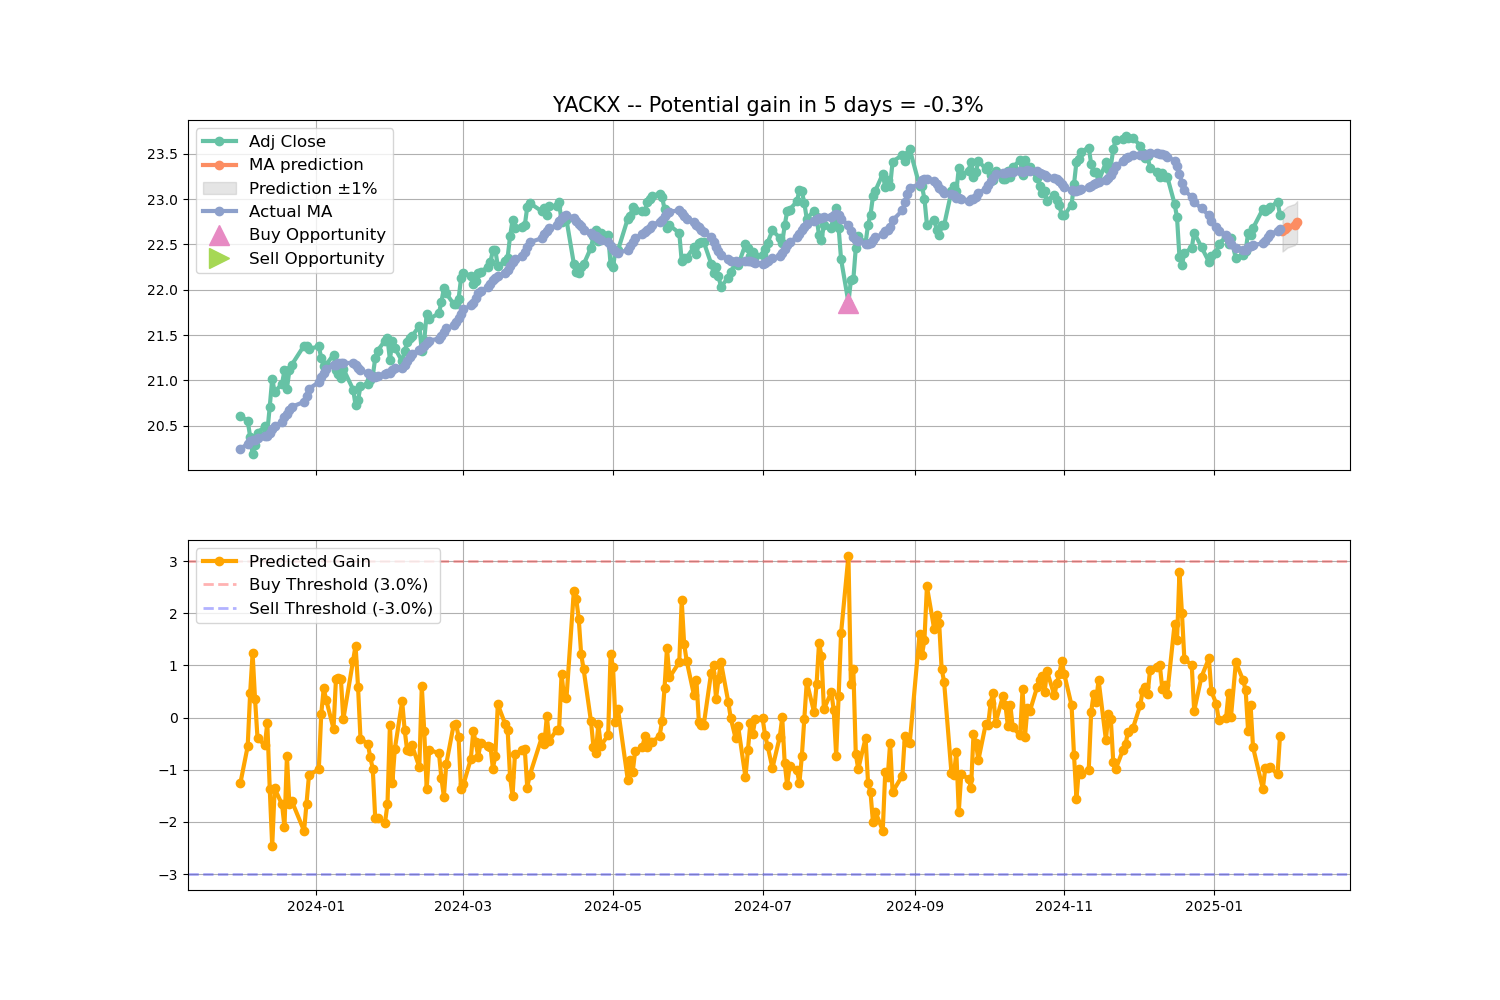 YACKX -- Potential gain in 5 days = -0.3%
Adj Close
MA prediction
Prediction ±1%
Actual MA
Buy Opportunity
Sell Opportunity
23.5
23.0
22.5
22.0
21.5
21.0
20.5
Predicted Gain
Buy Threshold (3.0%)
Sell Threshold (-3.0%)
3
2
1
0
−1
−2
−3
2024-01
2024-03
2024-05
2024-07
2024-09
2024-11
2025-01